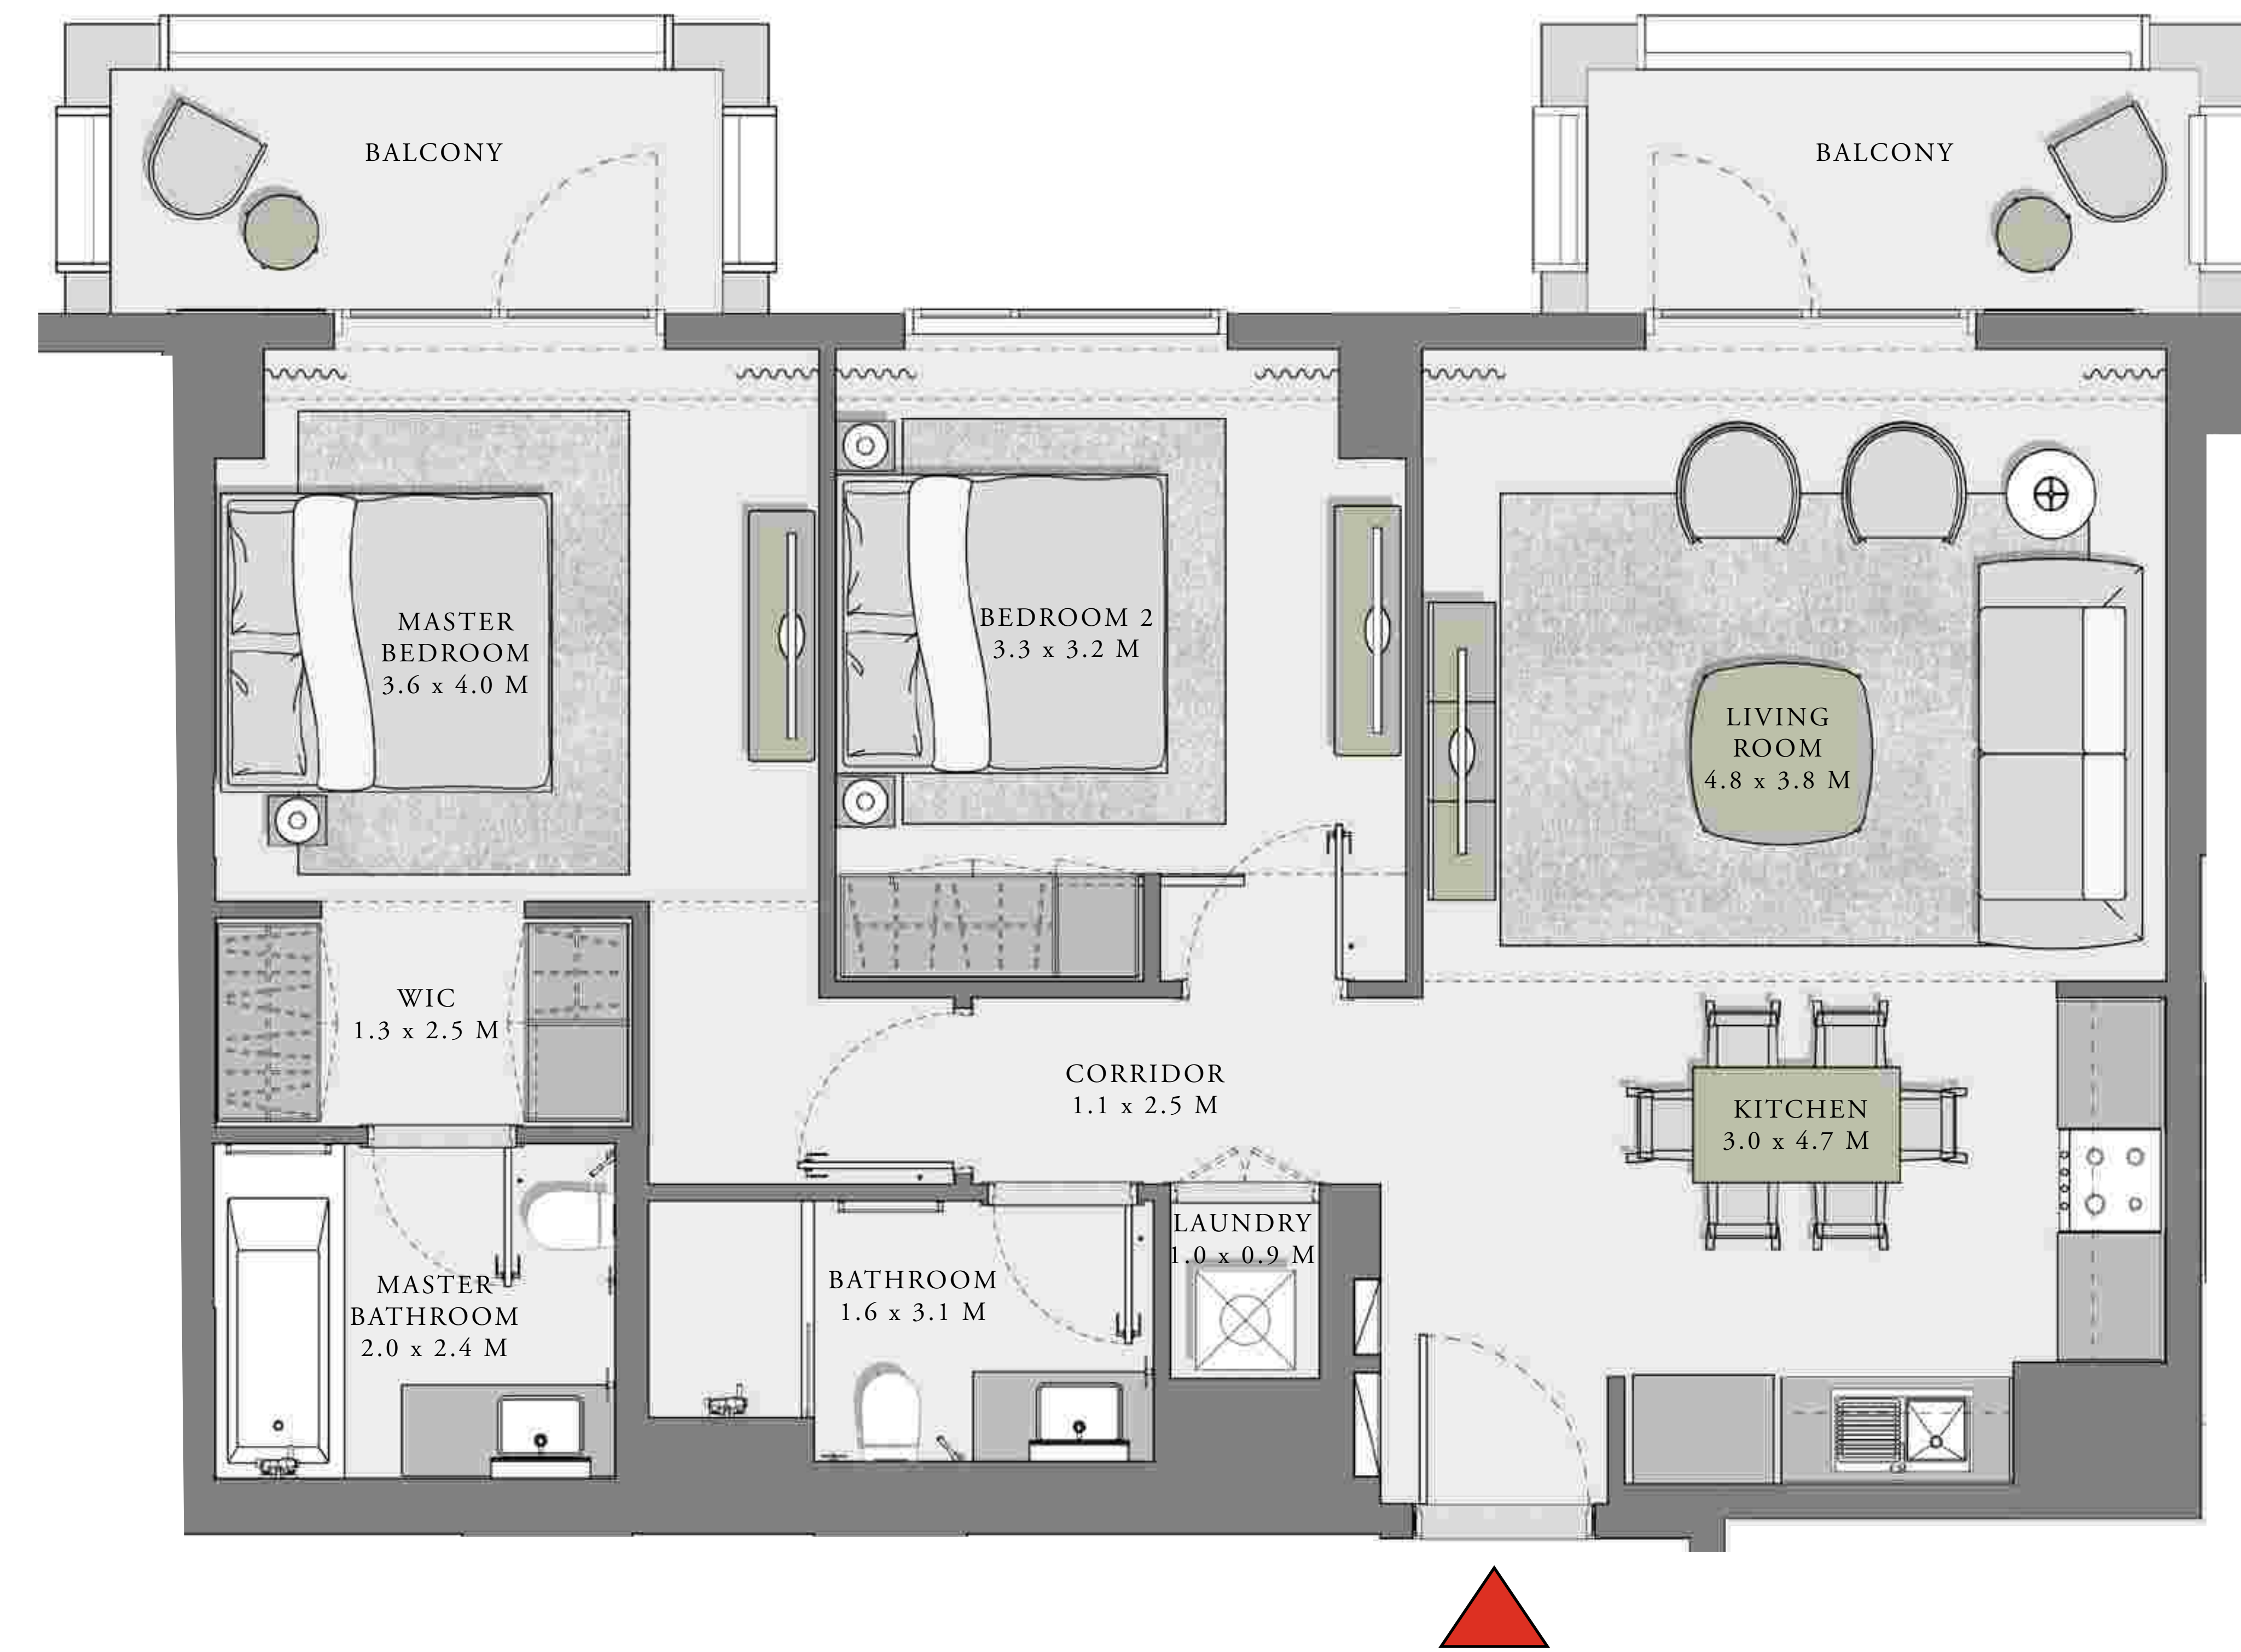 BALCONY
BALCONY
MASTER
BEDROOM
3.6 x 4.0 M
BEDROOM 2
3.3 x 3.2 M
LIVING
ROOM
4.8 x 3.8 M
WIC
1.3 x 2.5 M
CORRIDOR
1.1 x 2.5 M
KITCHEN
3.0 x 4.7 M
MASTER
BATHROOM
2.0 x 2.4 M
BATHROOM
1.6 x 3.1 M
LAUNDRY
1.0 x 0.9 M